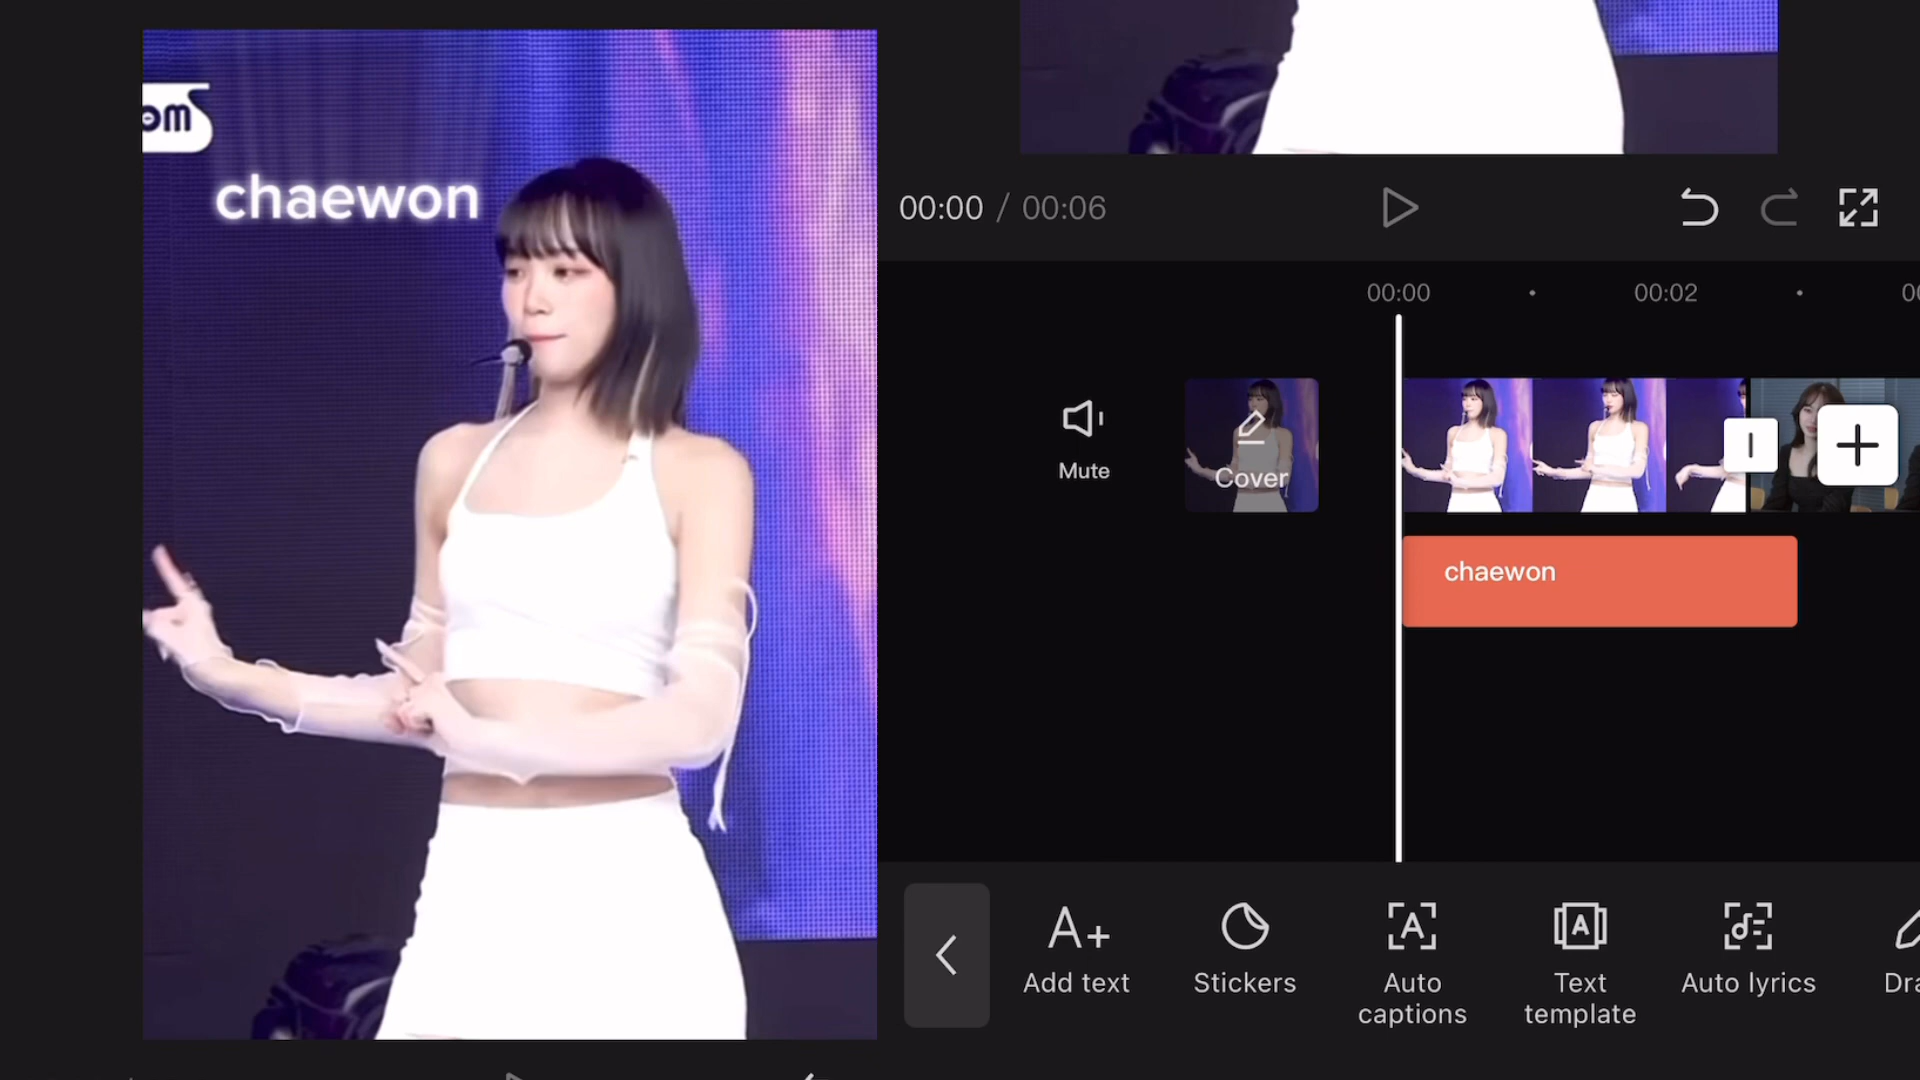 om
chaewon
00:00 / 00:06
00:00
00:02
Mute
Cover
chaewon
A+
Add text
Stickers
A
Auto
captions
A
Text
template
Auto lyrics